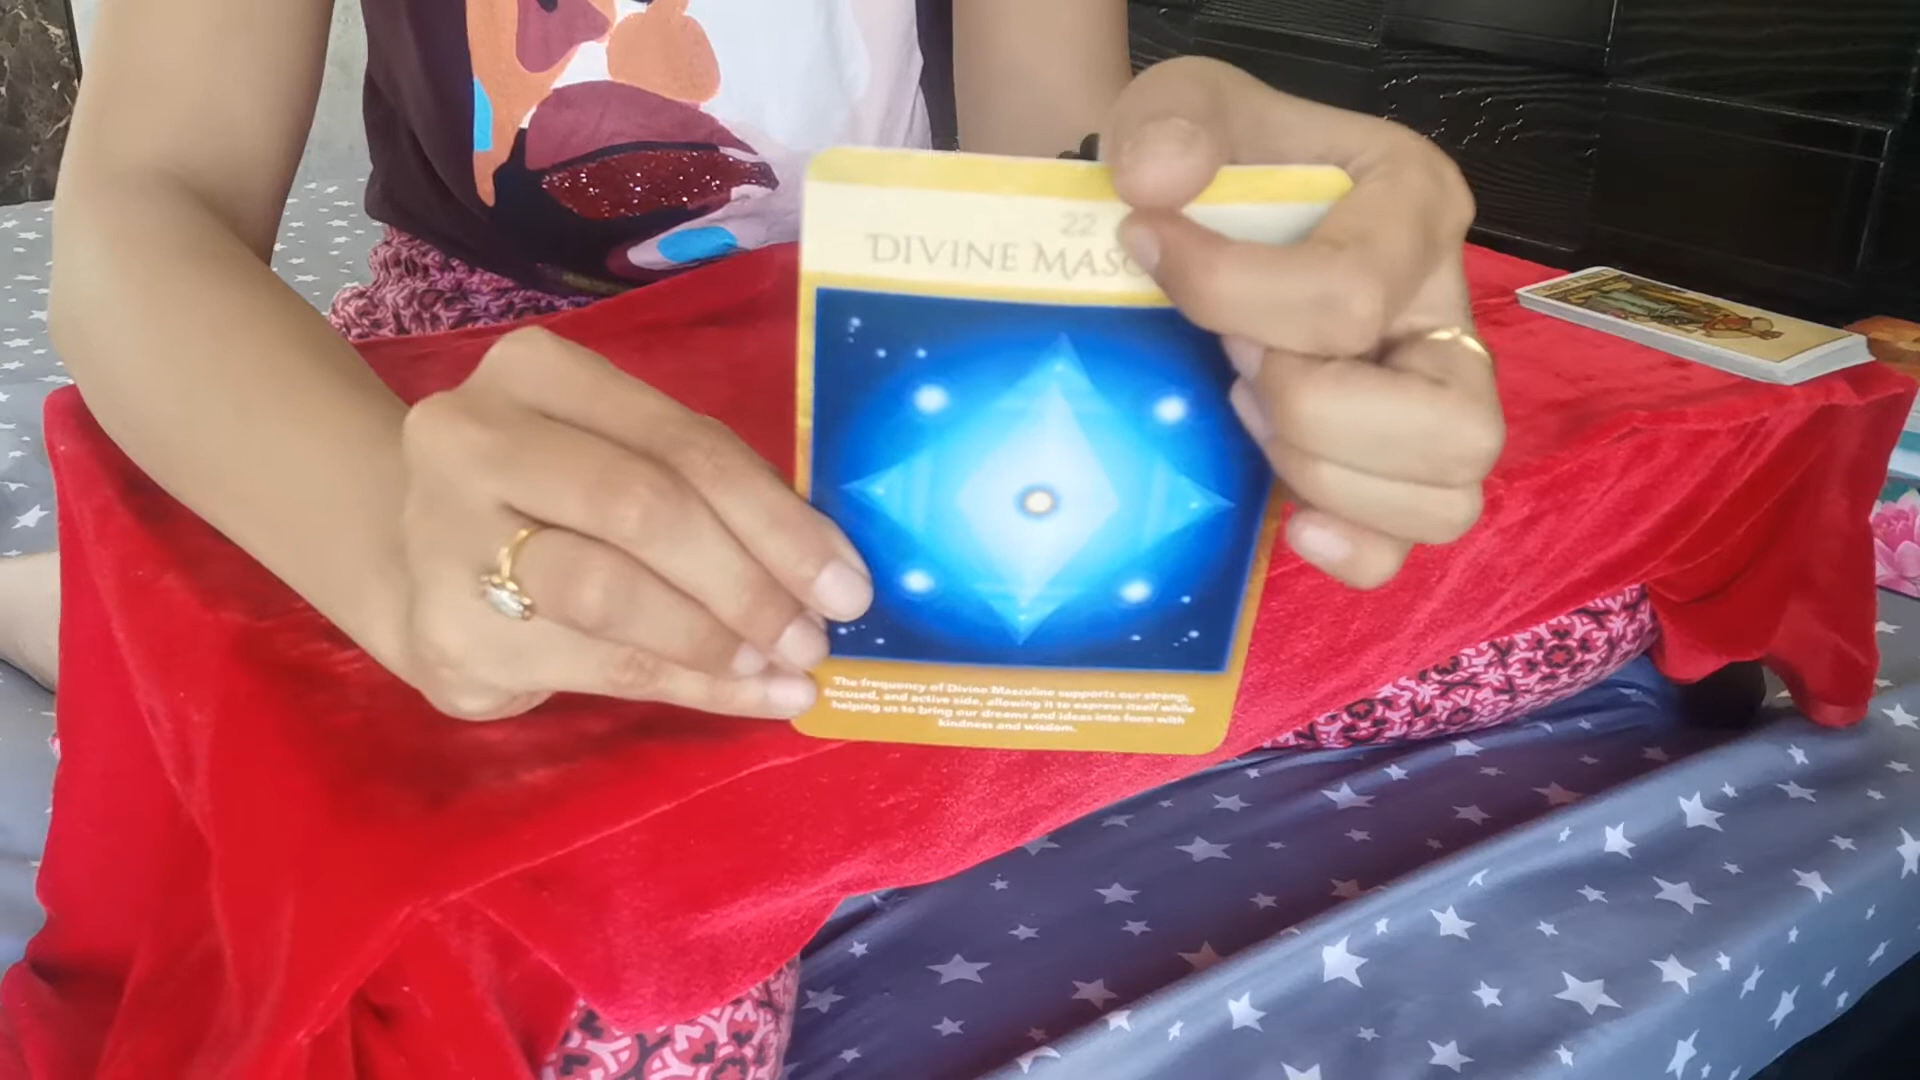 22
DIVINE MASC
The frequency of Divine Masculine supports our strong,
focused, and active side, allowing it to express itself while
helping us to bring our dreams and ideas into form with
kindness and wisdom.